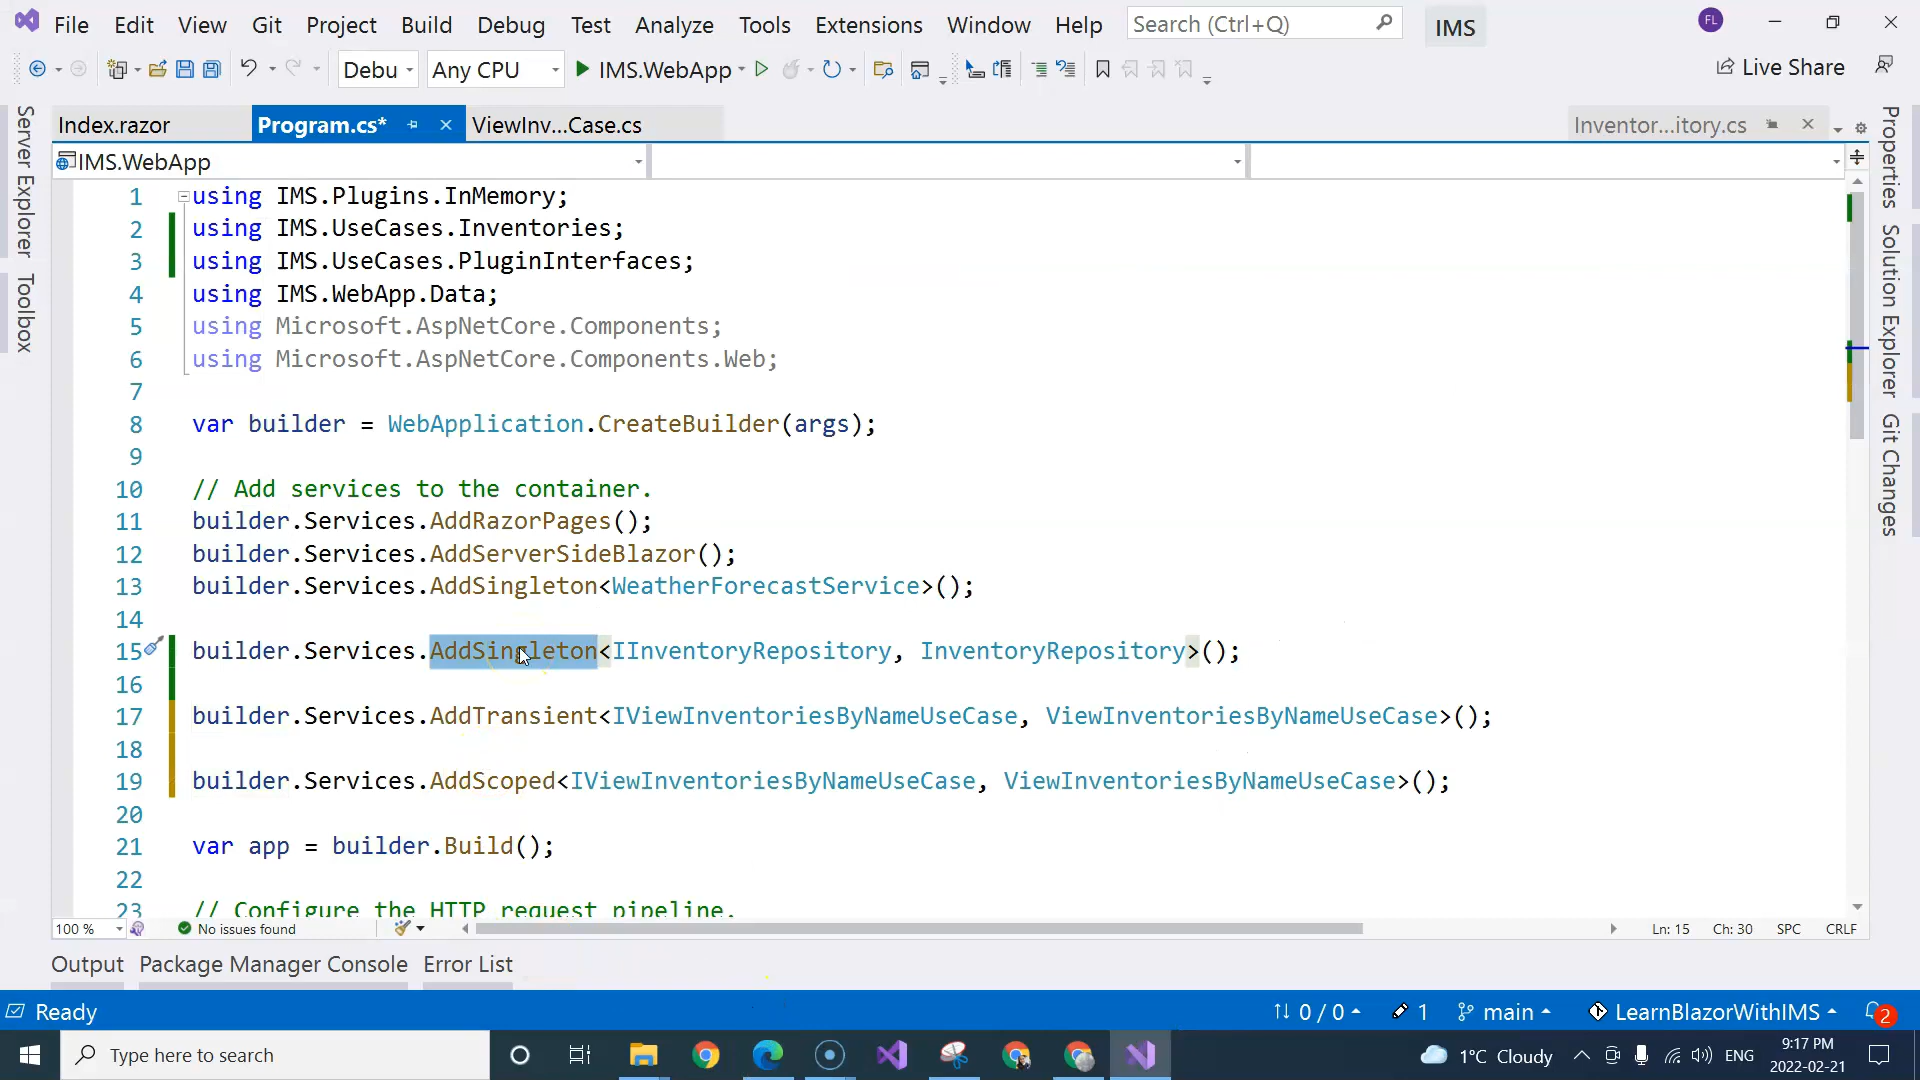 File Edit View Git Project Build Debug Test Analyze Tools Extensions Window Help Search (Ctrl+Q) IMS FL
Debu Any CPU IMS.WebApp Live Share
Server Explorer
Toolbox
Index.razor Program.cs* ViewInv...Case.cs Inventor...itory.cs
IMS.WebApp
1 using IMS.Plugins.InMemory;
2 using IMS.UseCases.Inventories;
3 using IMS.UseCases.PluginInterfaces;
4 using IMS.WebApp.Data;
5 using Microsoft.AspNetCore.Components;
6 using Microsoft.AspNetCore.Components.Web;
7
8 var builder = WebApplication.CreateBuilder(args);
9
10 // Add services to the container.
11 builder.Services.AddRazorPages();
12 builder.Services.AddServerSideBlazor();
13 builder.Services.AddSingleton<WeatherForecastService>();
14
15 builder.Services.AddSingleton<IInventoryRepository, InventoryRepository>();
16
17 builder.Services.AddTransient<IViewInventoriesByNameUseCase, ViewInventoriesByNameUseCase>();
18
19 builder.Services.AddScoped<IViewInventoriesByNameUseCase, ViewInventoriesByNameUseCase>();
20
21 var app = builder.Build();
22
23 // Configure the HTTP request pipeline.
Properties
Solution Explorer
Git Changes
100 % No issues found Ln: 15 Ch: 30 SPC CRLF
Output Package Manager Console Error List
Ready 0 / 0 1 main LearnBlazorWithIMS 2
Type here to search 1°C Cloudy ENG 9:17 PM
2022-02-21